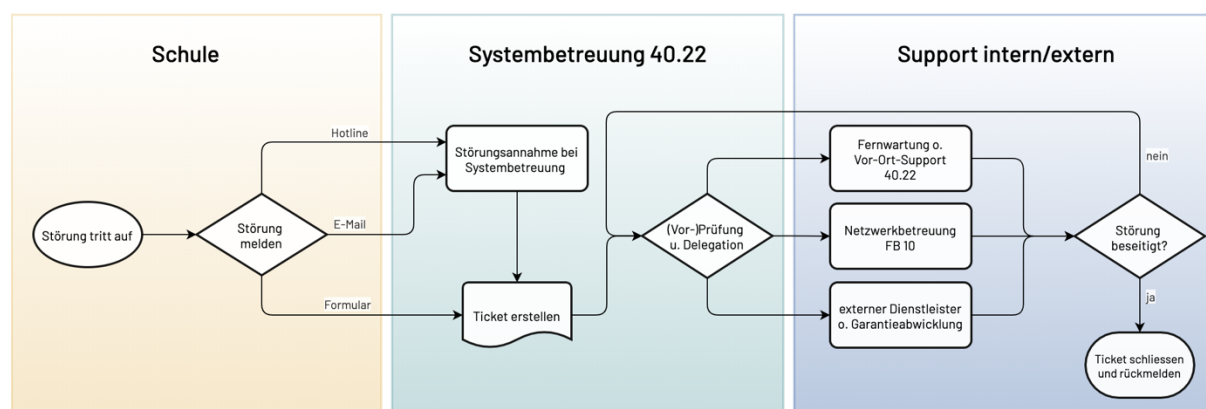 Schule
Systembetreuung 40.22
Support intern/extern
Störung tritt auf
Störung
melden
Hotline
E-Mail
Formular
Störungsannahme bei
Systembetreuung
Ticket erstellen
(Vor-)Prüfung
u. Delegation
Fernwartung o.
Vor-Ort-Support
40.22
Netzwerkbetreuung
FB 10
externer Dienstleister
o. Garantieabwicklung
nein
Störung
beseitigt?
ja
Ticket schliessen
und rückmelden